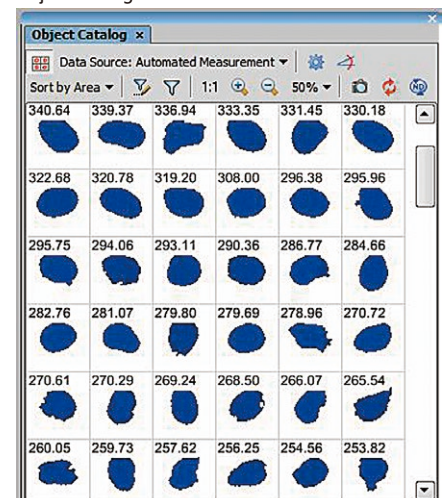 Object Catalog ×
Data Source: Automated Measurement
Sort by Area 1:1 50% ND
340.64 339.37 336.94 333.35 331.45 330.18
322.68 320.78 319.20 308.00 296.38 295.96
295.75 294.06 293.11 290.36 286.77 284.66
282.76 281.07 279.80 279.69 278.96 270.72
270.61 270.29 269.24 268.50 266.07 265.54
260.05 259.73 257.62 256.25 254.56 253.82